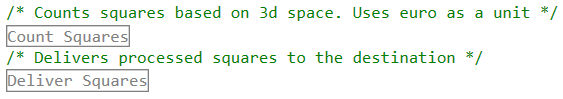 /* Counts squares based on 3d space. Uses euro as a unit */
Count Squares
/* Delivers processed squares to the destination */
Deliver Squares